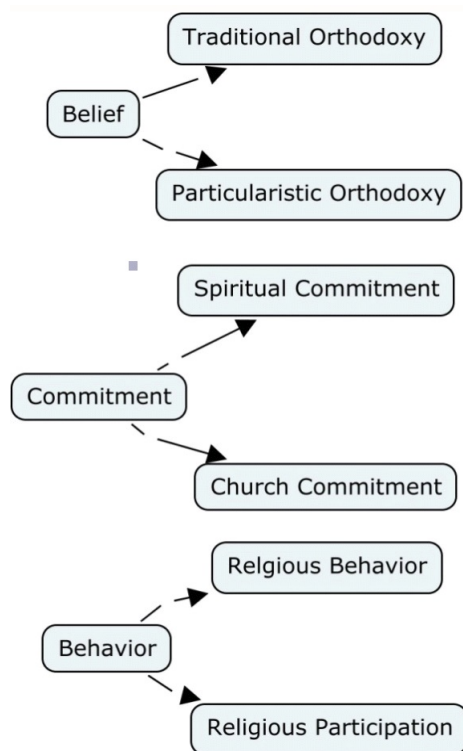 Traditional Orthodoxy
Belief
Particularistic Orthodoxy
Spiritual Commitment
Commitment
Church Commitment
Relgious Behavior
Behavior
Religious Participation